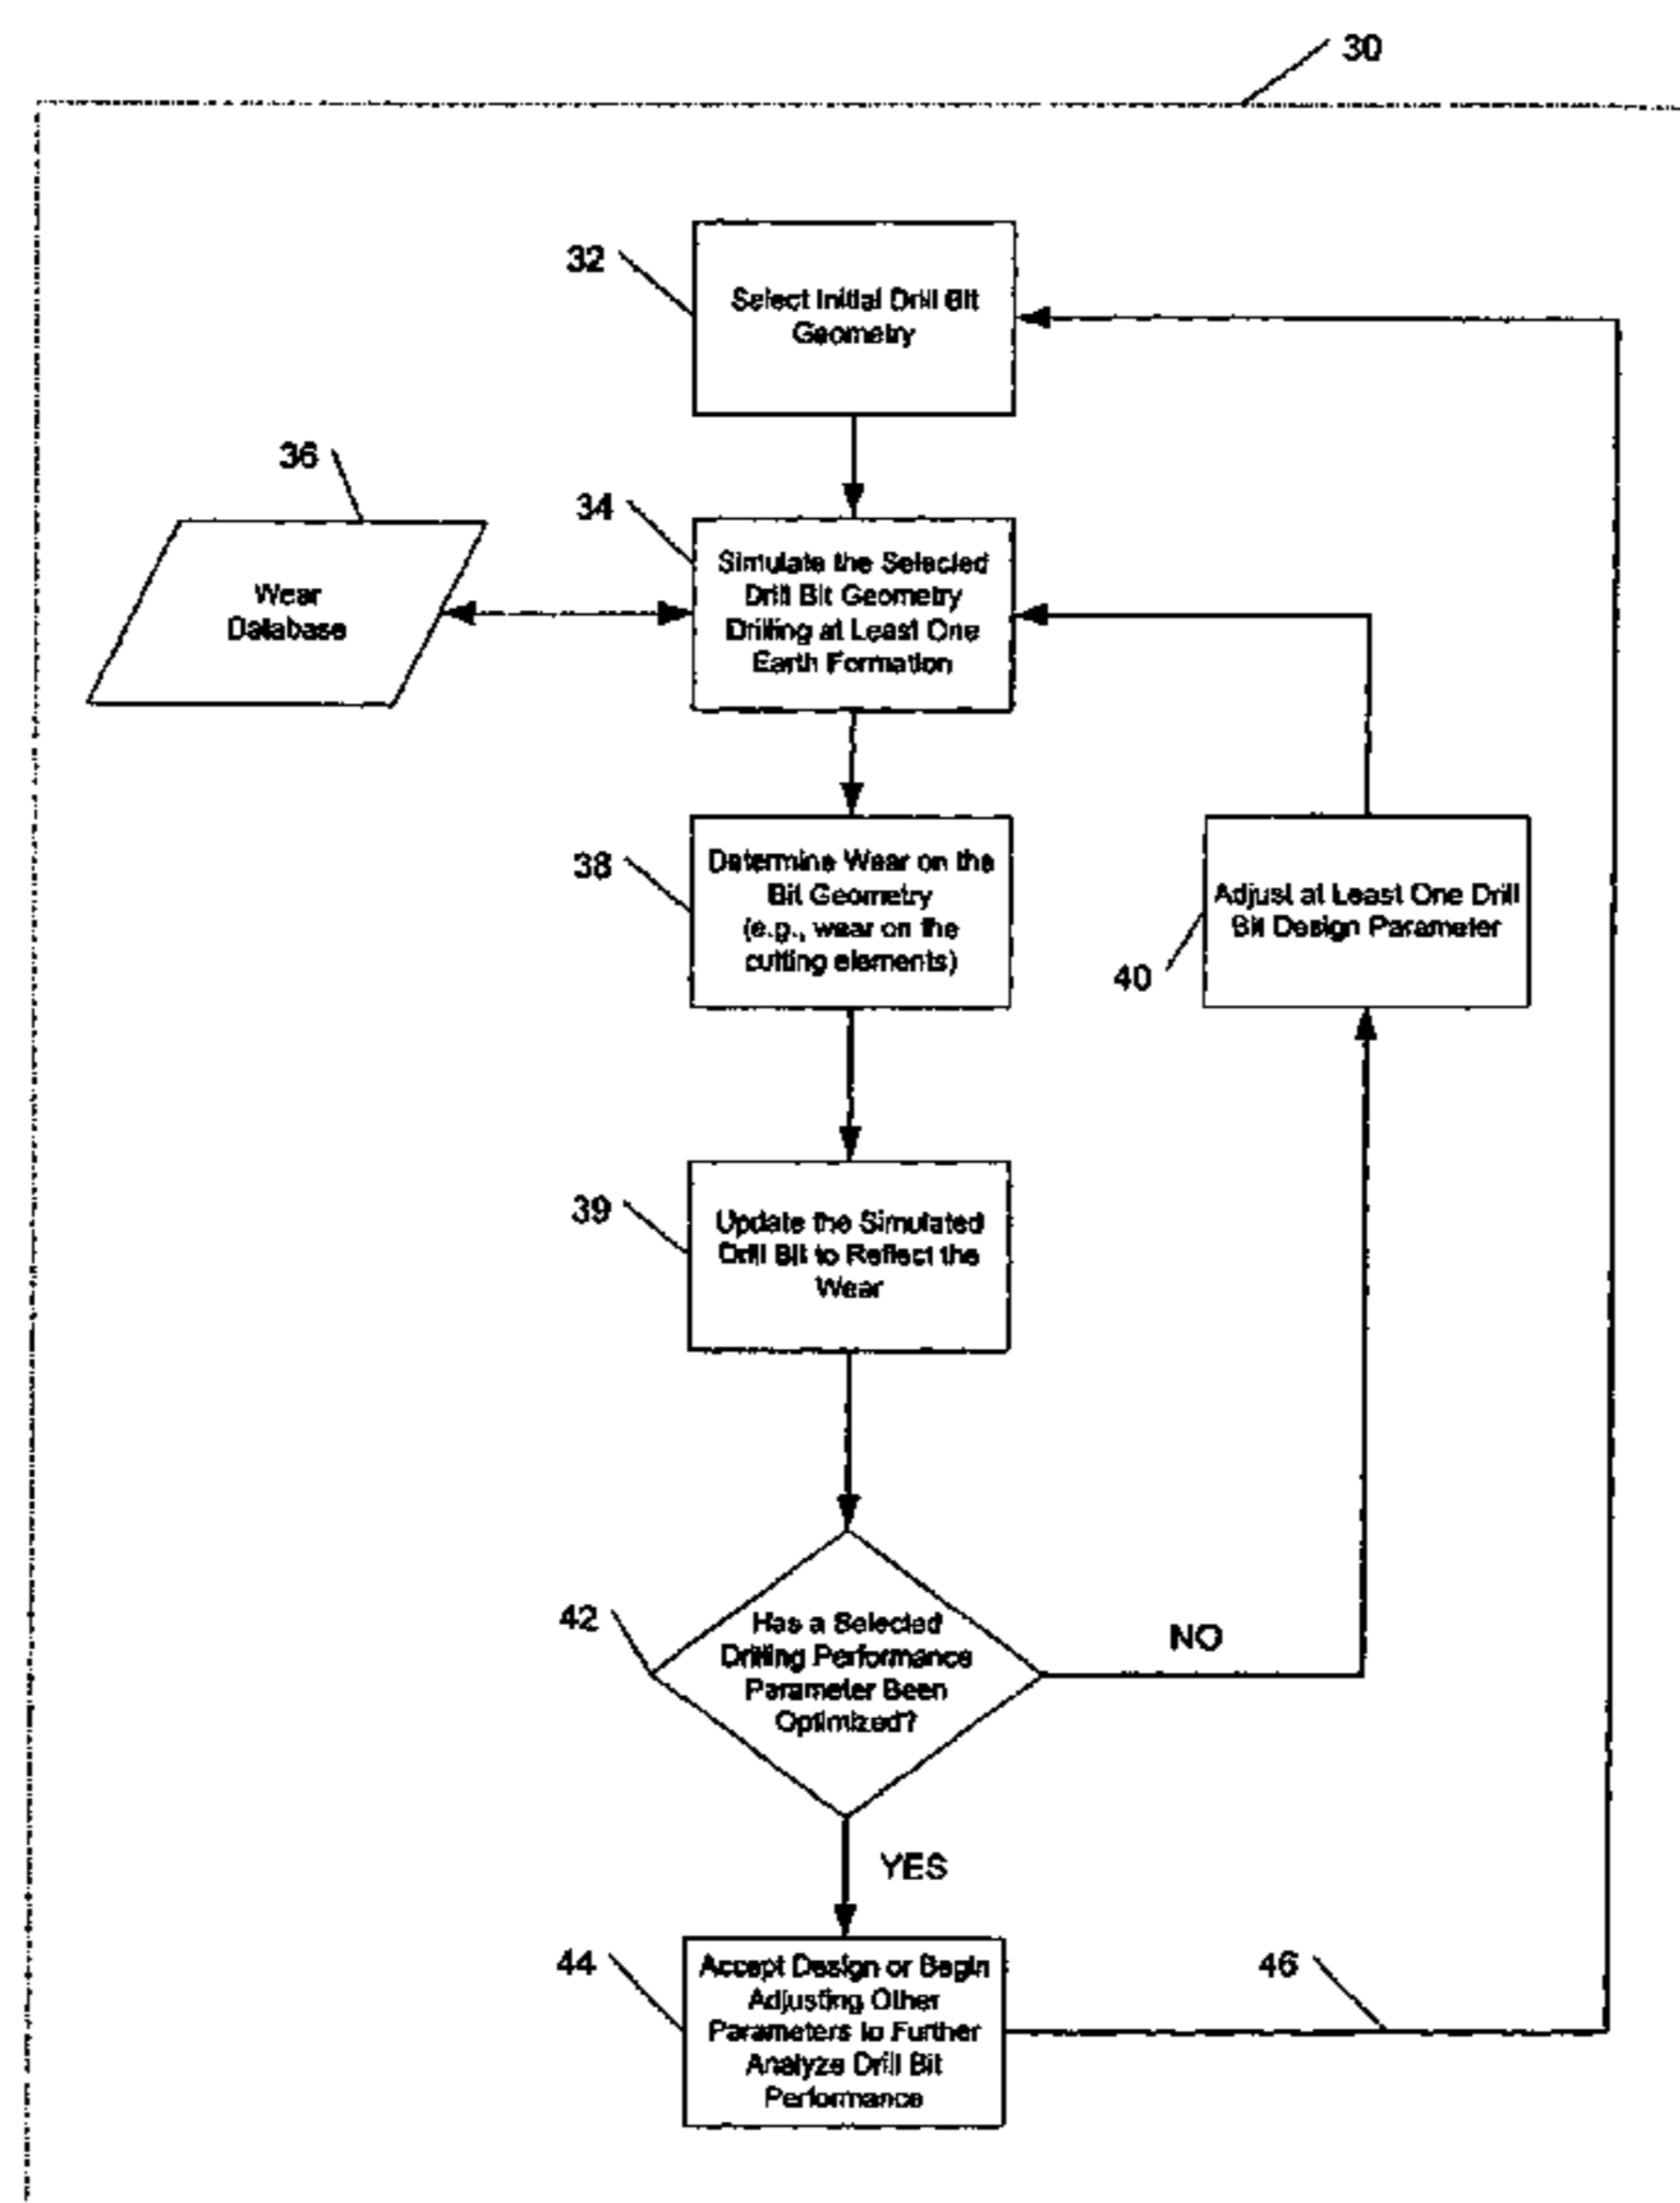 30
32
Select Initial Drill Bit
Geometry
36
34
Wear
Database
Simulate the Selected
Drill Bit Geometry
Drilling at Least One
Earth Formation
38
Determine Wear on the
Bit Geometry
(e.g., wear on the
cutting elements)
Adjust at Least One Drill
Bit Design Parameter
40
39
Update the Simulated
Drill Bit to Reflect the
Wear
42
Has a Selected
Drilling Performance
Parameter Been
Optimized?
NO
YES
44
Accept Design or Begin
Adjusting Other
Parameters to Further
Analyze Drill Bit
Performance
46